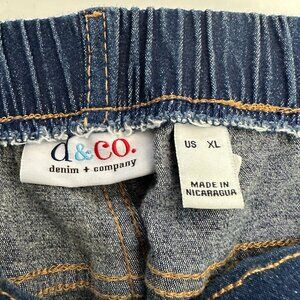 d&co.
denim + company
US XL
MADE IN
NICARAGUA